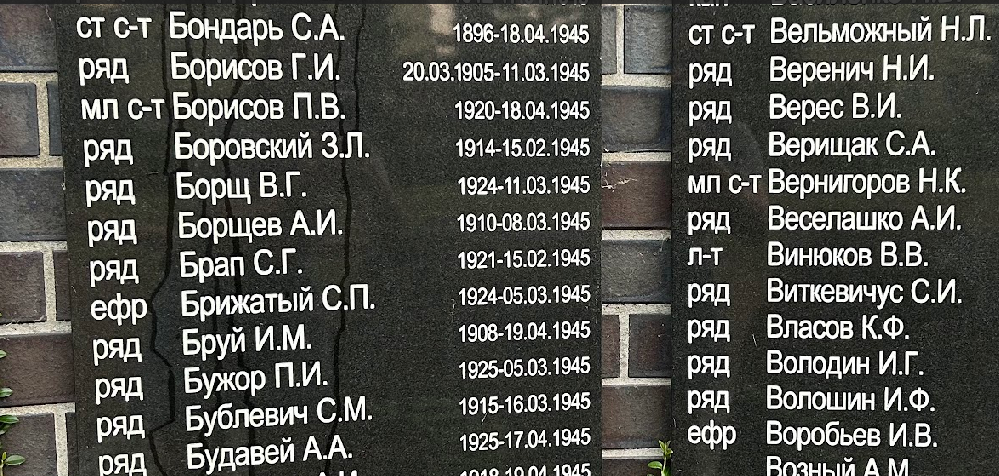 ст с-т Бондарь С.А. 1896-18.04.1945
ряд Борисов Г.И. 20.03.1905-11.03.1945
мл с-т Борисов П.В. 1920-18.04.1945
ряд Боровский З.Л. 1914-15.02.1945
ряд Борщ В.Г. 1924-11.03.1945
ряд Борщев А.И. 1910-08.03.1945
ряд Брап С.Г. 1921-15.02.1945
ефр Брижатый С.П. 1924-05.03.1945
ряд Бруй И.М. 1908-19.04.1945
ряд Бужор П.И. 1925-05.03.1945
ряд Бублевич С.М. 1915-16.03.1945
ряд Будавей А.А. 1925-17.04.1945
ст с-т Вельможный Н.Л.
ряд Веренич Н.И.
ряд Верес В.И.
ряд Верищак С.А.
мл с-т Вернигоров Н.К.
ряд Веселашко А.И.
л-т Винюков В.В.
ряд Виткевичус С.И.
ряд Власов К.Ф.
ряд Володин И.Г.
ряд Волошин И.Ф.
ефр Воробьев И.В.
Возный А.М.